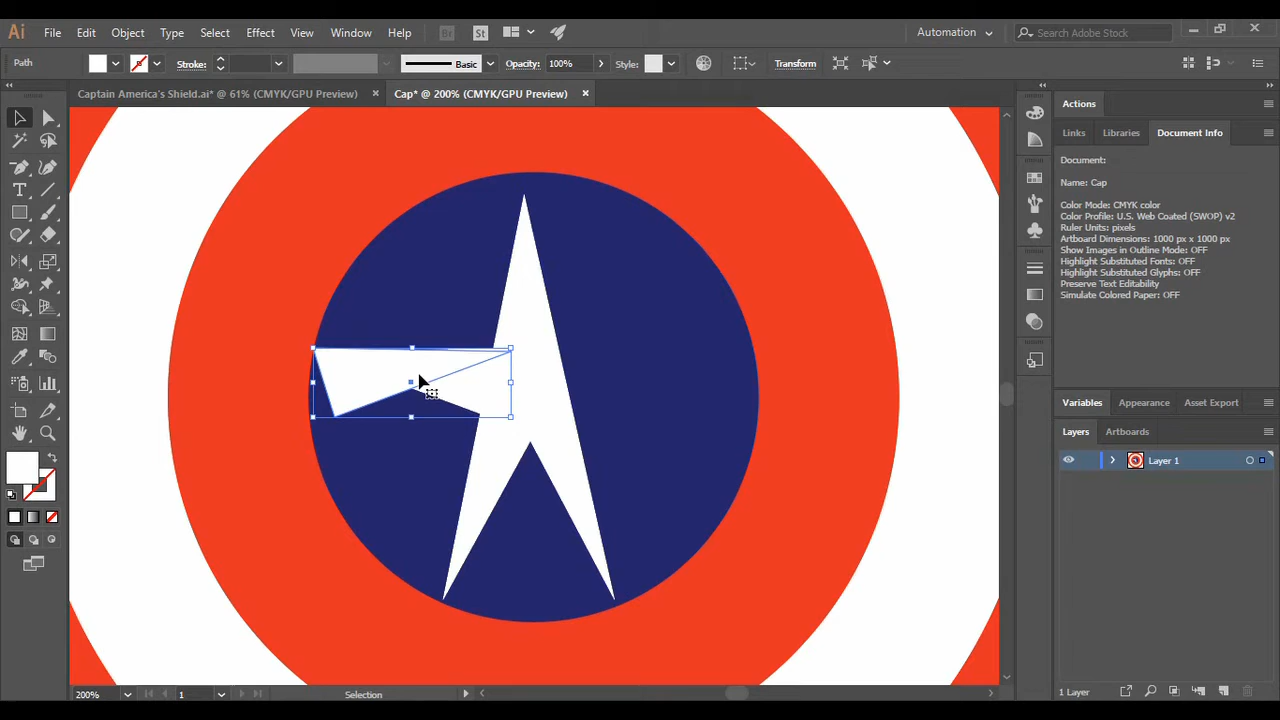 Ai File Edit Object Type Select Effect View Window Help Br St Automation Search Adobe Stock
Path Stroke: Basic Opacity: 100% Style: Transform
Captain America's Shield.ai* @ 61% (CMYK/GPU Preview) × Cap* @ 200% (CMYK/GPU Preview) ×
Actions
Links Libraries Document Info
Document:
Name: Cap
Color Mode: CMYK color
Color Profile: U.S. Web Coated (SWOP) v2
Ruler Units: pixels
Artboard Dimensions: 1000 px x 1000 px
Show Images in Outline Mode: OFF
Highlight Substituted Fonts: OFF
Highlight Substituted Glyphs: OFF
Preserve Text Editability
Simulate Colored Paper: OFF
Variables Appearance Asset Export
Layers Artboards
Layer 1
200% 1 Selection 1 Layer